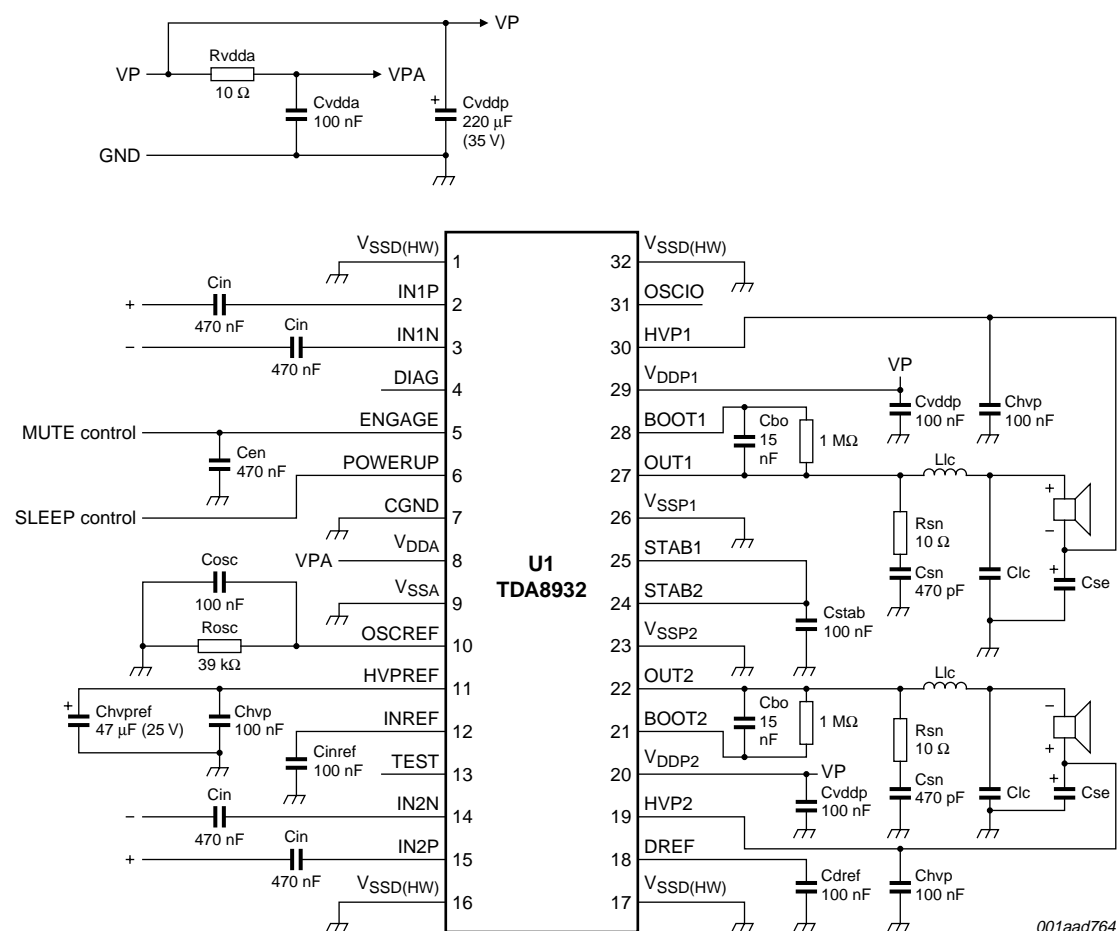 VP
Rvdda
VP
VPA
10 Ω
Cvdda
100 nF
+
Cvddp
220 μF
(35 V)
GND
U1
TDA8932
VSSD(HW)
1
Cin
+
IN1P
2
470 nF
Cin
−
IN1N
3
470 nF
DIAG
4
MUTE control
ENGAGE
5
Cen
470 nF
POWERUP
6
SLEEP control
CGND
7
VPA
VDDA
8
Cosc
100 nF
VSSA
9
Rosc
39 kΩ
OSCREF
10
HVPREF
11
+
Chvpref
47 μF (25 V)
Chvp
100 nF
INREF
12
Cinref
100 nF
TEST
13
Cin
−
IN2N
14
470 nF
Cin
+
IN2P
15
470 nF
VSSD(HW)
16
32
VSSD(HW)
31
OSCIO
30
HVP1
29
VDDP1
VP
Cvddp
100 nF
Chvp
100 nF
28
BOOT1
Cbo
15
nF
1 MΩ
27
OUT1
Llc
26
VSSP1
Rsn
10 Ω
Csn
470 pF
Clc
+
−
+
Cse
25
STAB1
24
STAB2
Cstab
100 nF
23
VSSP2
22
OUT2
Llc
Cbo
15
nF
1 MΩ
21
BOOT2
Rsn
10 Ω
Csn
470 pF
Clc
−
+
+
Cse
20
VDDP2
VP
Cvddp
100 nF
19
HVP2
18
DREF
Cdref
100 nF
Chvp
100 nF
17
VSSD(HW)
001aad764